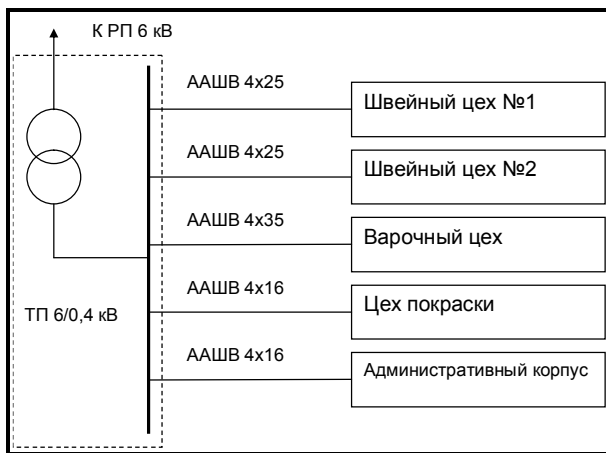 К РП 6 кВ
ААШВ 4х25
Швейный цех №1
ААШВ 4х25
Швейный цех №2
ААШВ 4х35
Варочный цех
ААШВ 4х16
Цех покраски
ТП 6/0,4 кВ
ААШВ 4х16
Административный корпус